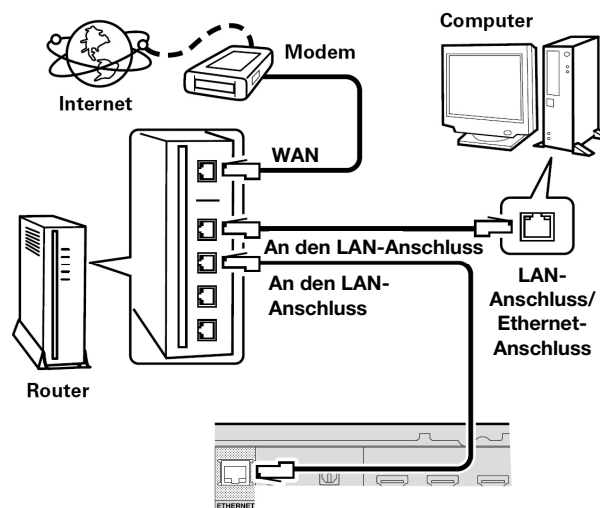 Computer
Modem
Internet
WAN
An den LAN-Anschluss
An den LAN-
Anschluss
LAN-
Anschluss/
Ethernet-
Anschluss
Router
ETHERNET